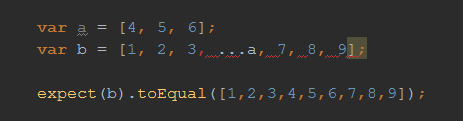 var a = [4, 5, 6];
var b = [1, 2, 3, ...a, 7, 8, 9];
expect(b).toEqual([1,2,3,4,5,6,7,8,9]);